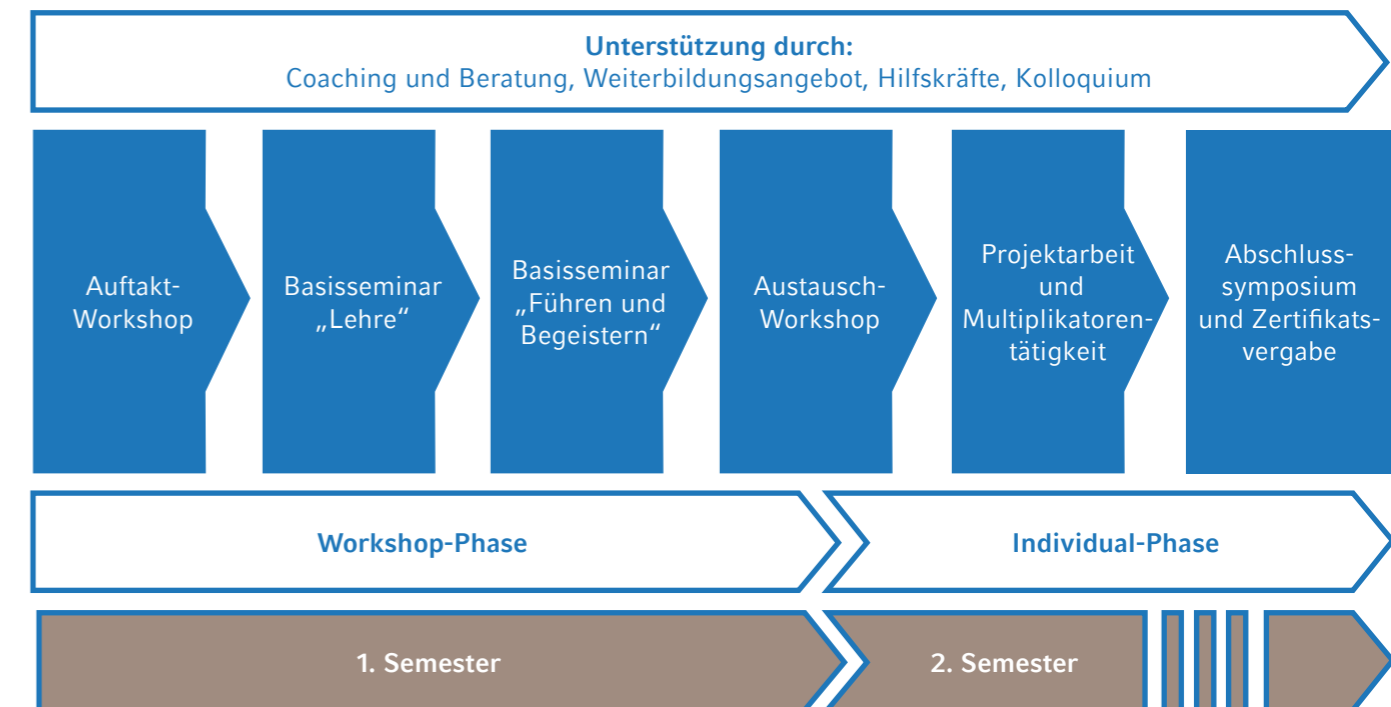 Unterstützung durch:
Coaching und Beratung, Weiterbildungsangebot, Hilfskräfte, Kolloquium
Auftakt-
Workshop
Basisseminar
„Lehre“
Basisseminar
„Führen und
Begeistern“
Austausch-
Workshop
Projektarbeit
und
Multiplikatoren-
tätigkeit
Abschluss-
symposium
und Zertifikats-
vergabe
Workshop-Phase
Individual-Phase
1. Semester
2. Semester